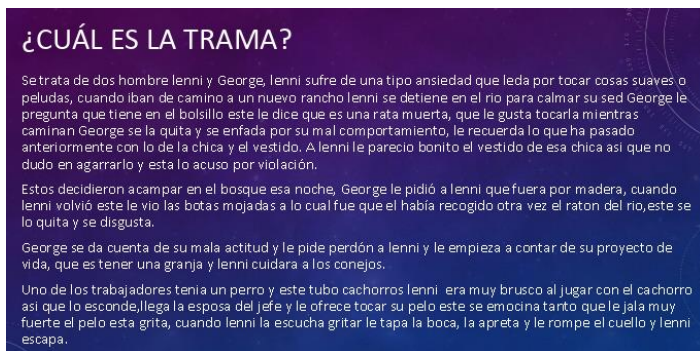 ¿CUÁL ES LA TRAMA?
Se trata de dos hombre lenni y George, lenni sufre de una tipo ansiedad que leda por tocar cosas suaves o
peludas, cuando iban de camino a un nuevo rancho lenni se detiene en el rio para calmar su sed George le
pregunta que tiene en el bolsillo este le dice que es una rata muerta, que le gusta tocarla mientras
caminan George se la quita y se enfada por su mal comportamiento, le recuerda lo que ha pasado
anteriormente con lo de la chica y el vestido. A lenni le parecio bonito el vestido de esa chica asi que no
dudo en agarrarlo y esta lo acuso por violación.
Estos decidieron acampar en el bosque esa noche, George le pidió a lenni que fuera por madera, cuando
lenni volvió este le vio las botas mojadas a lo cual fue que el había recogido otra vez el raton del rio,este se
lo quita y se disgusta.
George se da cuenta de su mala actitud y le pide perdón a lenni y le empieza a contar de su proyecto de
vida, que es tener una granja y lenni cuidara a los conejos.
Uno de los trabajadores tenia un perro y este tubo cachorros lenni era muy brusco al jugar con el cachorro
asi que lo esconde,llega la esposa del jefe y le ofrece tocar su pelo este se emocina tanto que le jala muy
fuerte el pelo esta grita, cuando lenni la escucha gritar le tapa la boca, la apreta y le rompe el cuello y lenni
escapa.